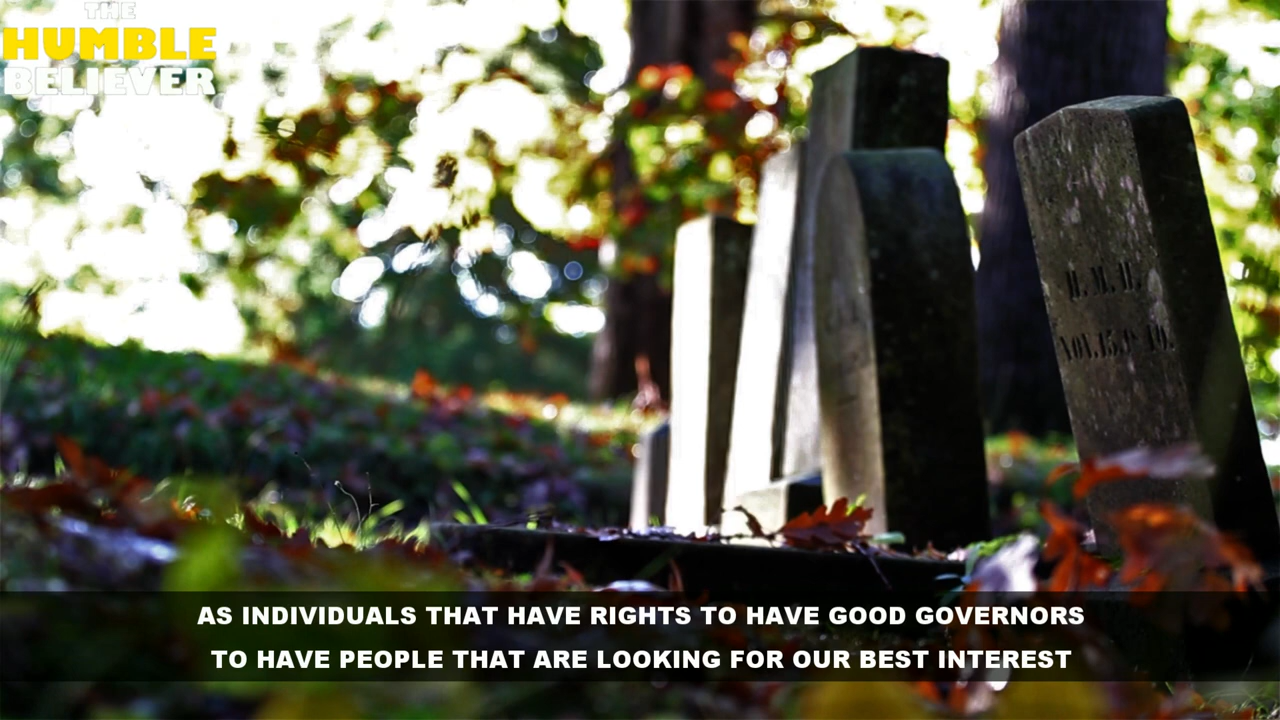 THE
HUMBLE
BELIEVER
H. M. H.
AS INDIVIDUALS THAT HAVE RIGHTS TO HAVE GOOD GOVERNORS
TO HAVE PEOPLE THAT ARE LOOKING FOR OUR BEST INTEREST